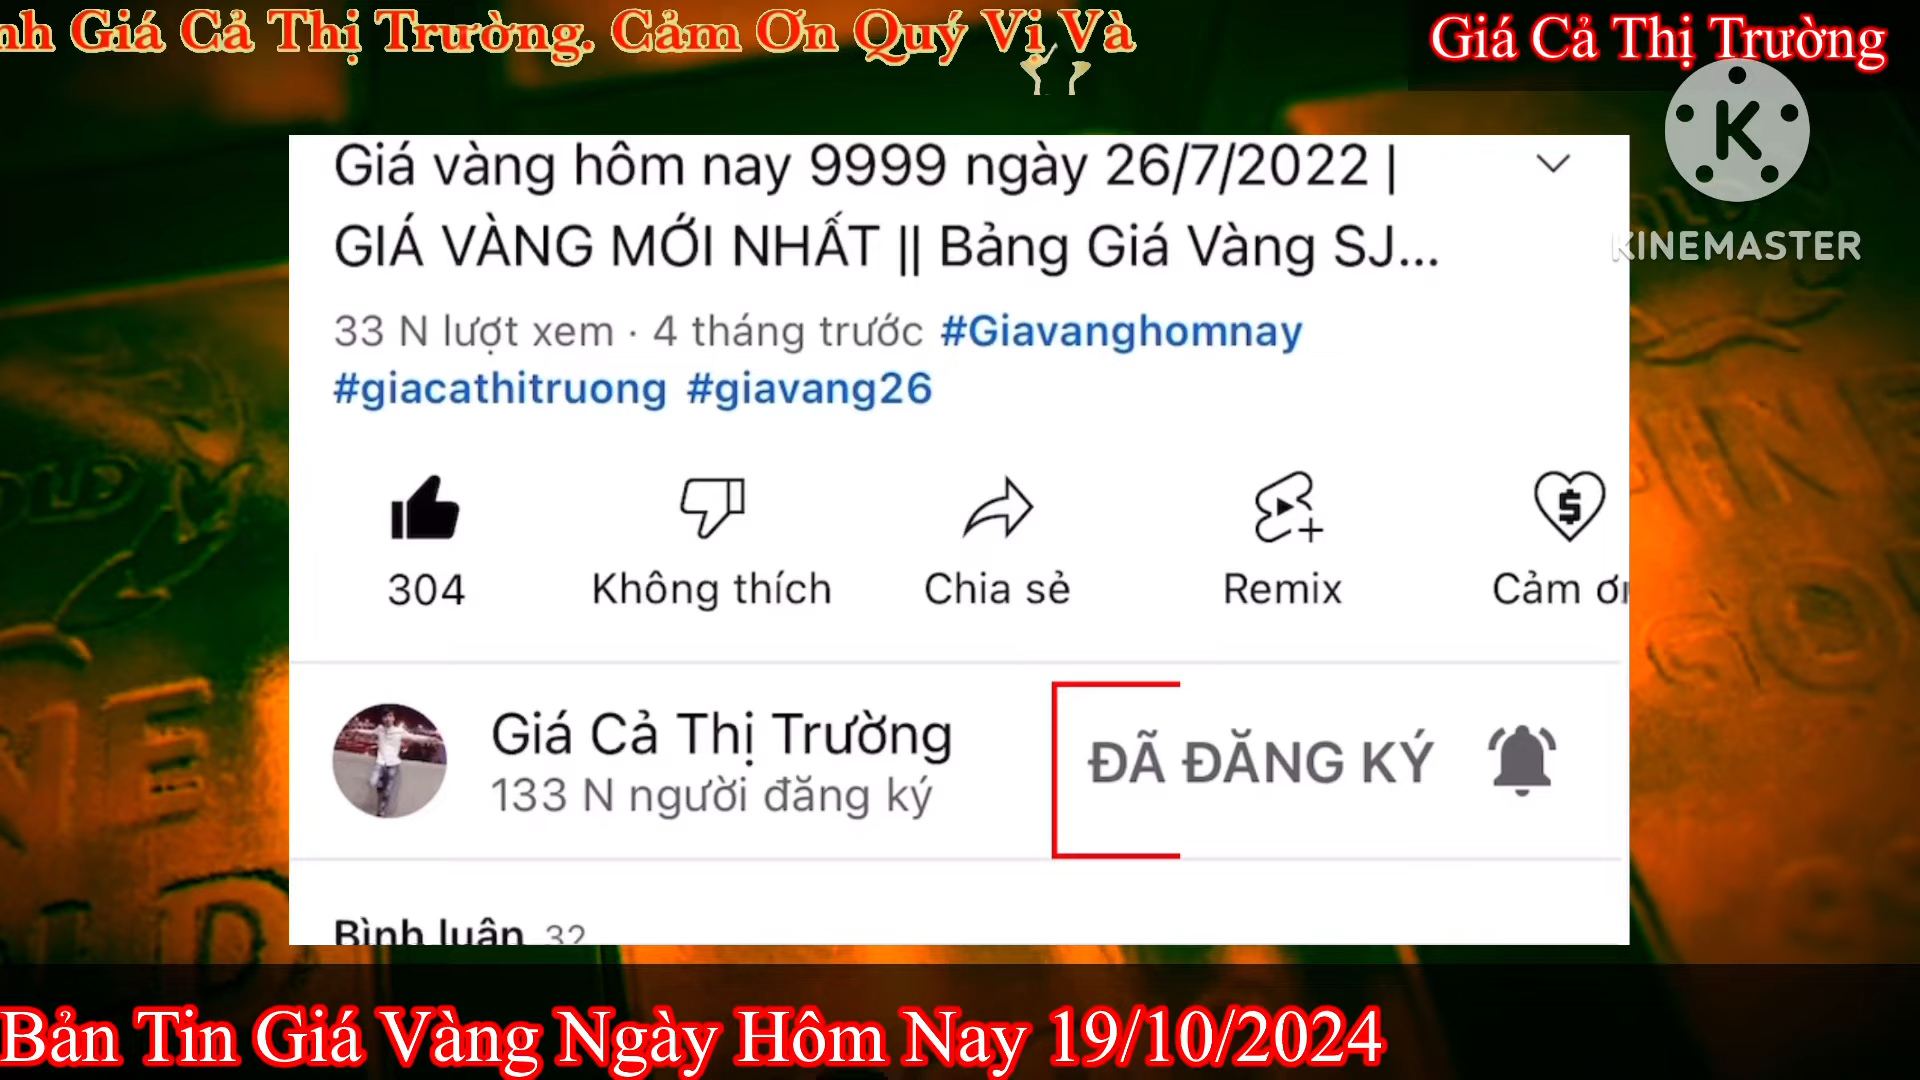 Giá Cả Thị Trường. Cảm Ơn Quý Vị Và
Giá Cả Thị Trường
K
KINEMASTER
Giá vàng hôm nay 9999 ngày 26/7/2022 |
GIÁ VÀNG MỚI NHẤT || Bảng Giá Vàng SJ...
33 N lượt xem · 4 tháng trước #Giavanghomnay
#giacathitruong #giavang26
304
Không thích
Chia sẻ
Remix
Cảm ơn
Giá Cả Thị Trường
133 N người đăng ký
ĐÃ ĐĂNG KÝ
Bình luận 32
Bản Tin Giá Vàng Ngày Hôm Nay 19/10/2024